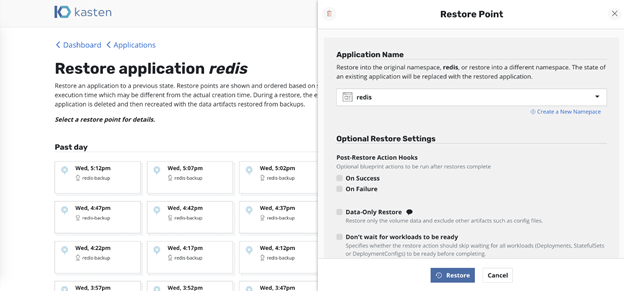 kasten
Dashboard Applications
Restore application redis
Restore an application to a previous state. Restore points are shown and ordered based on
execution time which may be different from the actual creation time. During a restore, the e
application is deleted and then recreated with the data artifacts restored from backups.
Select a restore point for details.
Past day
Wed, 5:12pm
redis-backup
Wed, 5:07pm
redis-backup
Wed, 5:02pm
redis-backup
Wed, 4:47pm
redis-backup
Wed, 4:42pm
redis-backup
Wed, 4:37pm
redis-backup
Wed, 4:22pm
redis-backup
Wed, 4:17pm
redis-backup
Wed, 4:12pm
redis-backup
Wed, 3:57pm
Wed, 3:52pm
Wed, 3:47pm
Restore Point
Application Name
Restore into the original namespace, redis, or restore into a different namespace. The state of
an existing application will be replaced with the restored application.
redis
Create a New Namepace
Optional Restore Settings
Post-Restore Action Hooks
Optional blueprint actions to be run after restores complete
On Success
On Failure
Data-Only Restore
Restore only the volume data and exclude other artifacts such as config files.
Don't wait for workloads to be ready
Specifies whether the restore action should skip waiting for all workloads (Deployments, StatefulSets
or DeploymentConfigs) to be ready before completing.
Restore
Cancel